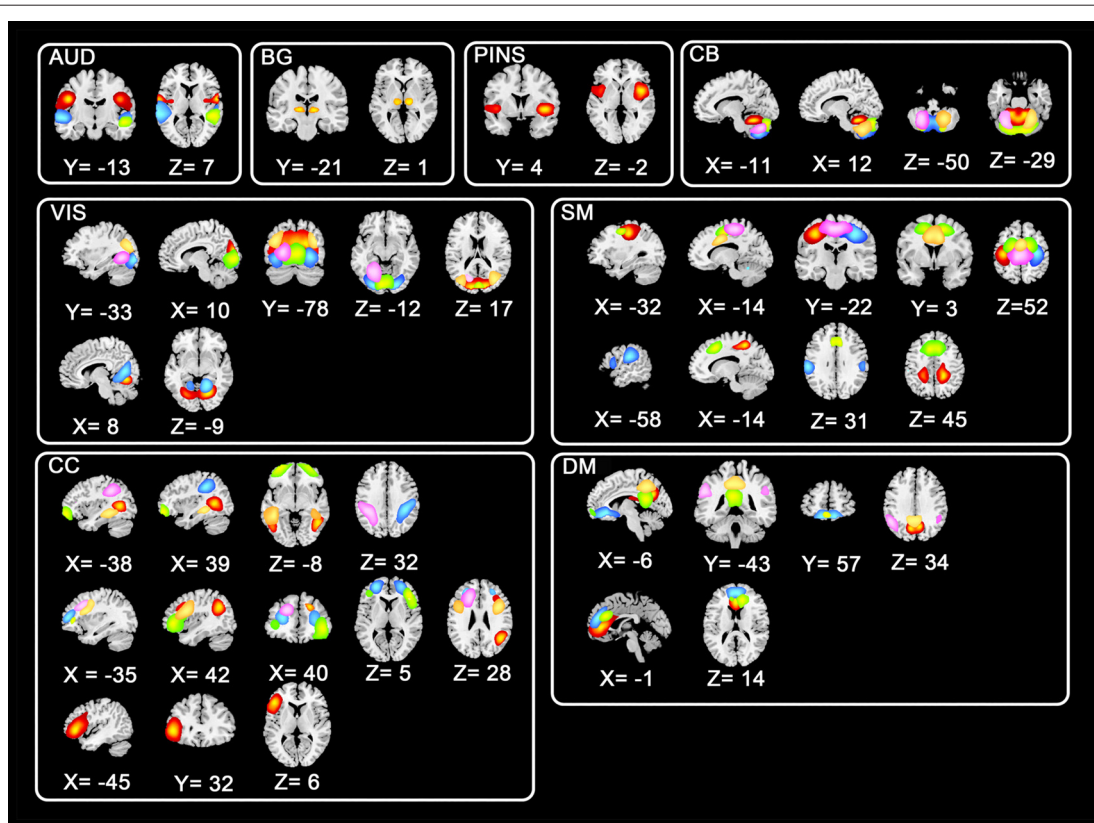 AUD
Y= -13 Z= 7
BG
Y= -21 Z= 1
PINS
Y= 4 Z= -2
CB
X= -11 X= 12 Z= -50 Z= -29
VIS
Y= -33 X= 10 Y= -78 Z= -12 Z= 17
X= 8 Z= -9
SM
X= -32 X= -14 Y= -22 Y= 3 Z=52
X= -58 X= -14 Z= 31 Z= 45
CC
X= -38 X= 39 Z= -8 Z= 32
X = -35 X= 42 X= 40 Z= 5 Z= 28
X= -45 Y= 32 Z= 6
DM
X= -6 Y= -43 Y= 57 Z= 34
X= -1 Z= 14